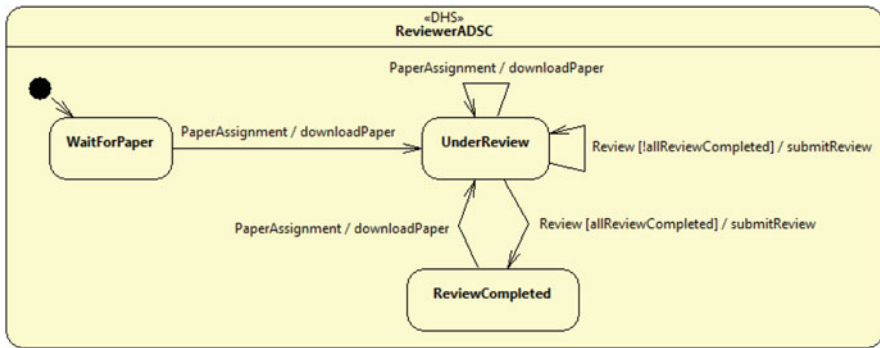 «DHS»
ReviewerADSC
PaperAssignment / downloadPaper
WaitForPaper
PaperAssignment / downloadPaper
UnderReview
Review [!allReviewCompleted] / submitReview
PaperAssignment / downloadPaper
Review [allReviewCompleted] / submitReview
ReviewCompleted